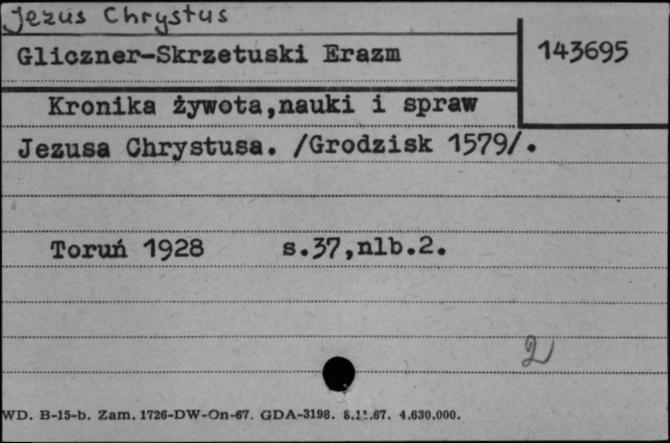 Jezus Chrystus
Gliczner-Skrzetuski Erazm
143695
Kronika żywota,nauki i spraw
Jezusa Chrystusa. /Grodzisk 1579/.
Toruń 1928 s.37,nlb.2.
2
WD. B-15-b. Zam. 1726-DW-On-67. GDA-3198. 8.11.67. 4.630.000.